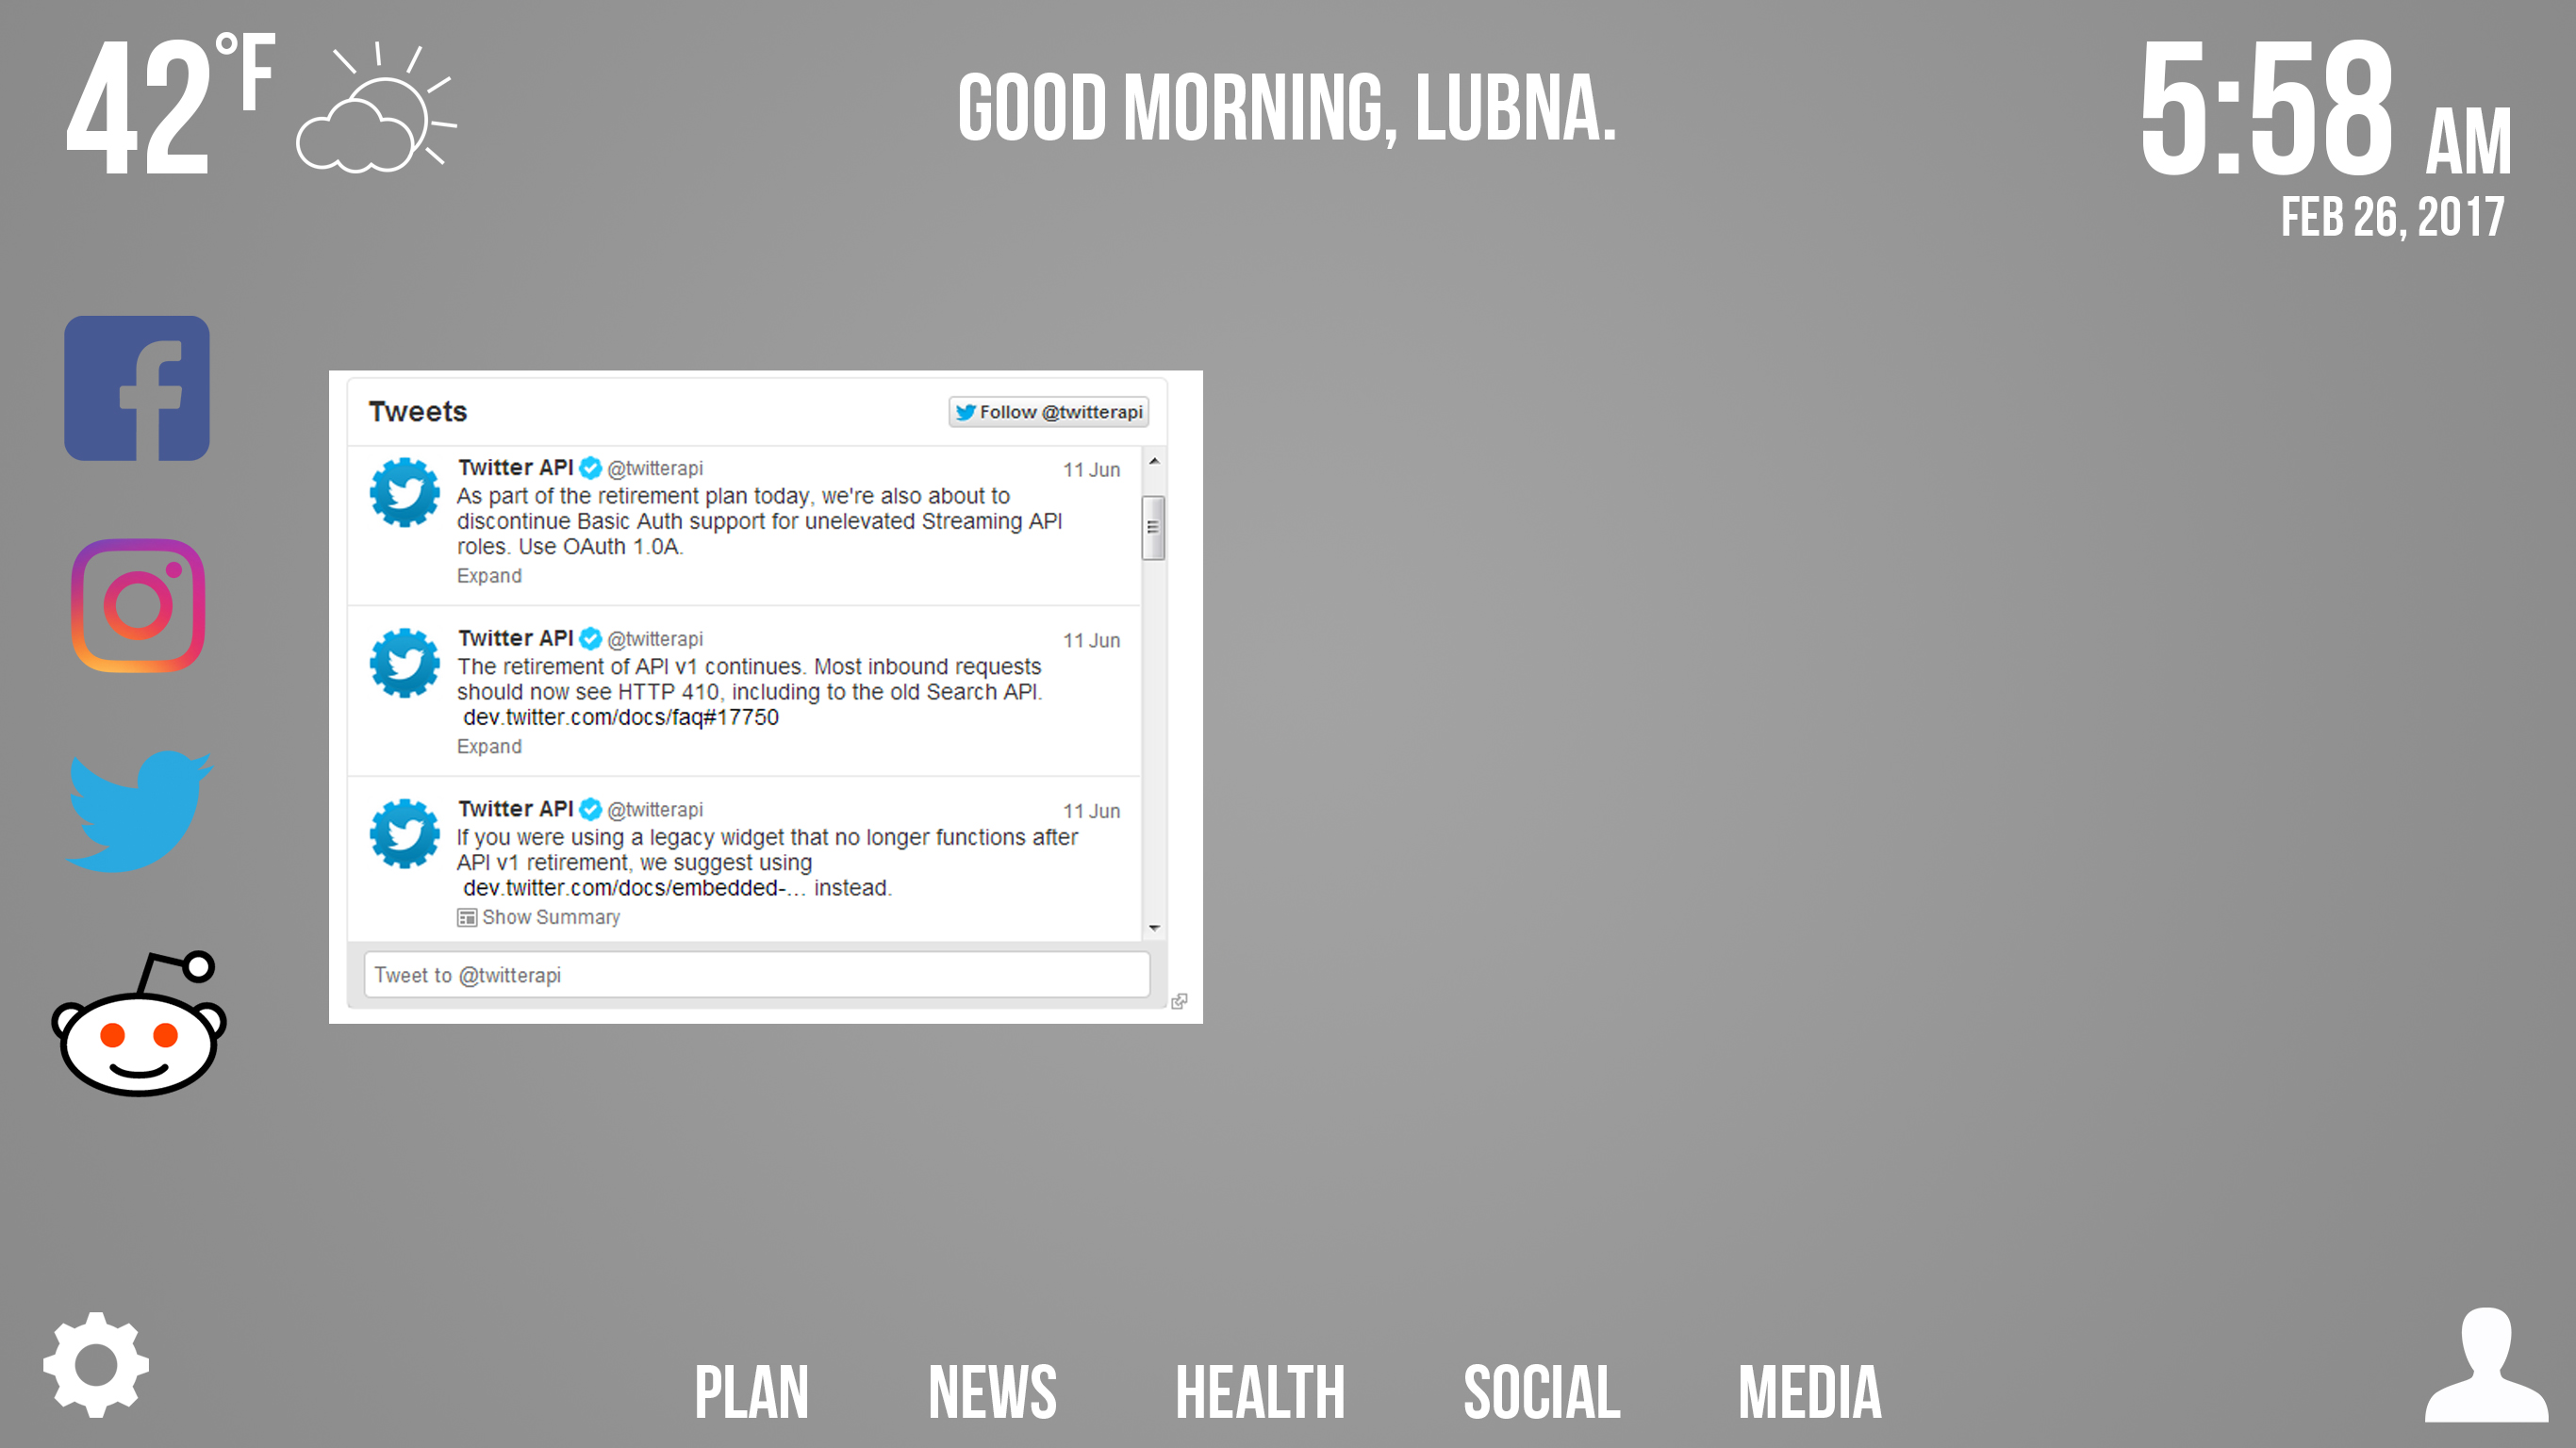 42°F
GOOD MORNING, LUBNA.
5:58 AM
FEB 26, 2017
Tweets
Follow @twitterapi
Twitter API @twitterapi 11 Jun
As part of the retirement plan today, we're also about to
discontinue Basic Auth support for unelevated Streaming API
roles. Use OAuth 1.0A.
Expand
Twitter API @twitterapi 11 Jun
The retirement of API v1 continues. Most inbound requests
should now see HTTP 410, including to the old Search API.
dev.twitter.com/docs/faq#17750
Expand
Twitter API @twitterapi 11 Jun
If you were using a legacy widget that no longer functions after
API v1 retirement, we suggest using
dev.twitter.com/docs/embedded-... instead.
Show Summary
Tweet to @twitterapi
PLAN NEWS HEALTH SOCIAL MEDIA